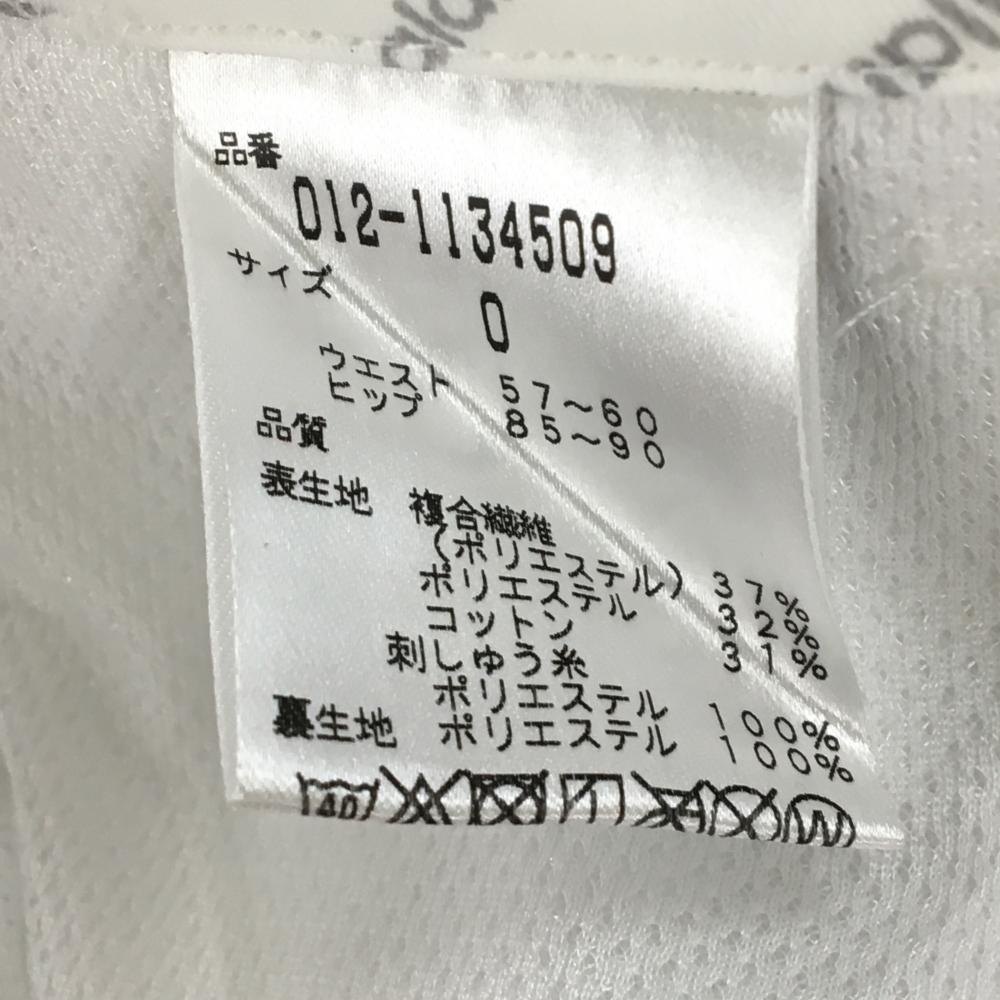 品番
012-1134509
サイズ
0
ウエスト 57～60
ヒップ 85～90
品質
表生地 複合繊維
(ポリエステル) 37%
ポリエステル 32%
コットン 31%
刺しゅう糸
ポリエステル 100%
裏生地 ポリエステル 100%
40
W